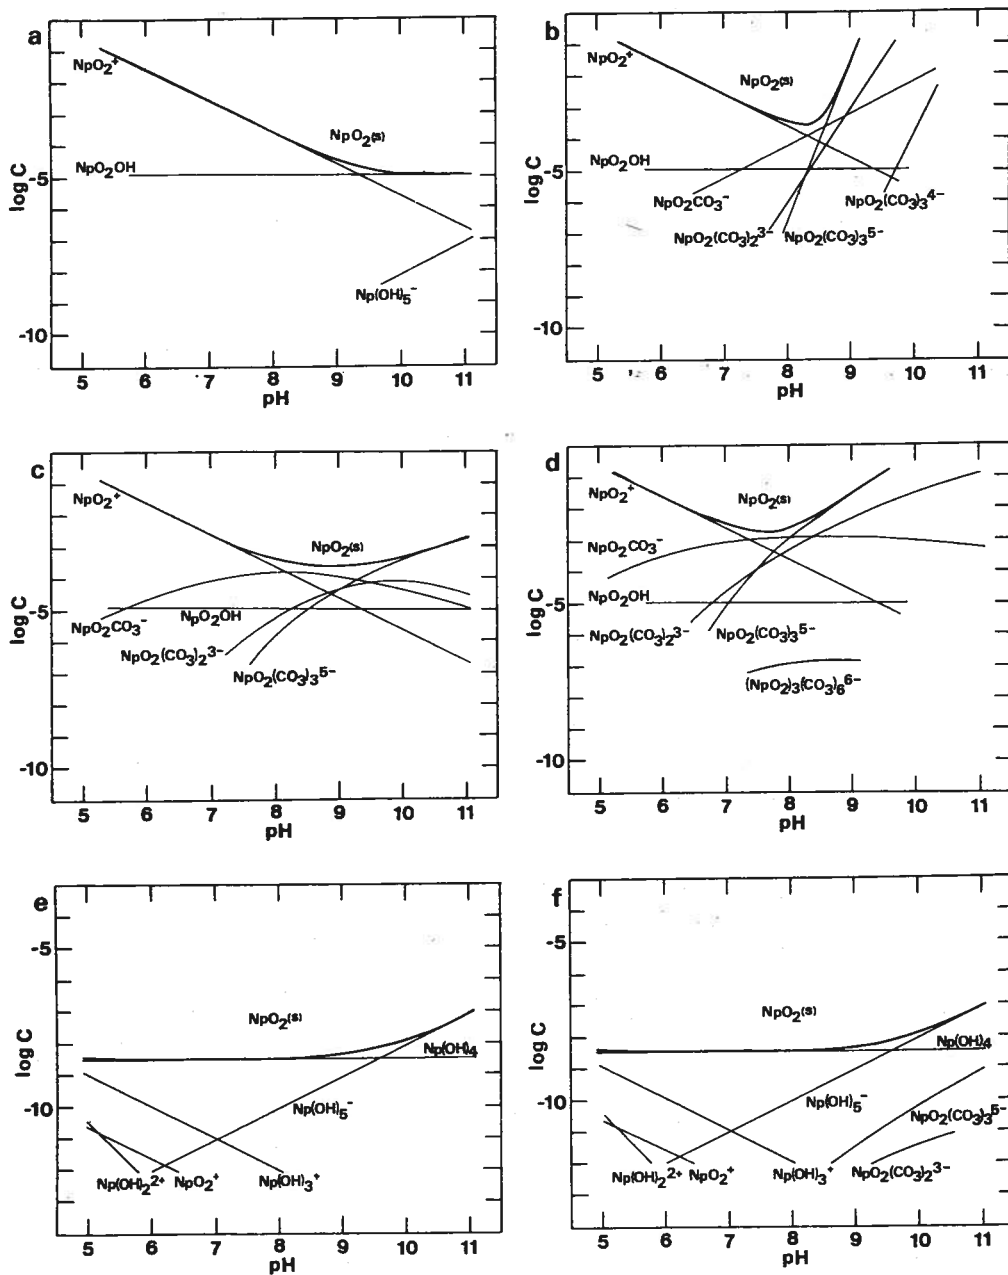 a
NpO2+
NpO2(s)
NpO2OH
Np(OH)5−
log C
-5
-10
5 6 7 8 9 10 11
pH
b
NpO2+
NpO2(s)
NpO2OH
NpO2CO3−
NpO2(CO3)3 4−
NpO2(CO3)2 3−
NpO2(CO3)3 5−
log C
-5
-10
5 6 7 8 9 10 11
pH
c
NpO2+
NpO2(s)
NpO2OH
NpO2CO3−
NpO2(CO3)2 3−
NpO2(CO3)3 5−
log C
-5
-10
5 6 7 8 9 10 11
pH
d
NpO2+
NpO2(s)
NpO2CO3−
NpO2OH
NpO2(CO3)2 3−
NpO2(CO3)3 5−
(NpO2)3(CO3)6 6−
log C
-5
-10
5 6 7 8 9 10 11
pH
e
NpO2(s)
Np(OH)4
Np(OH)5−
Np(OH)2 2+
NpO2+
Np(OH)3+
log C
-5
-10
5 6 7 8 9 10 11
pH
f
NpO2(s)
Np(OH)4
Np(OH)5−
NpO2(CO3)3 5−
Np(OH)2 2+
NpO2+
Np(OH)3+
NpO2(CO3)2 3−
log C
-5
-10
5 6 7 8 9 10 11
pH